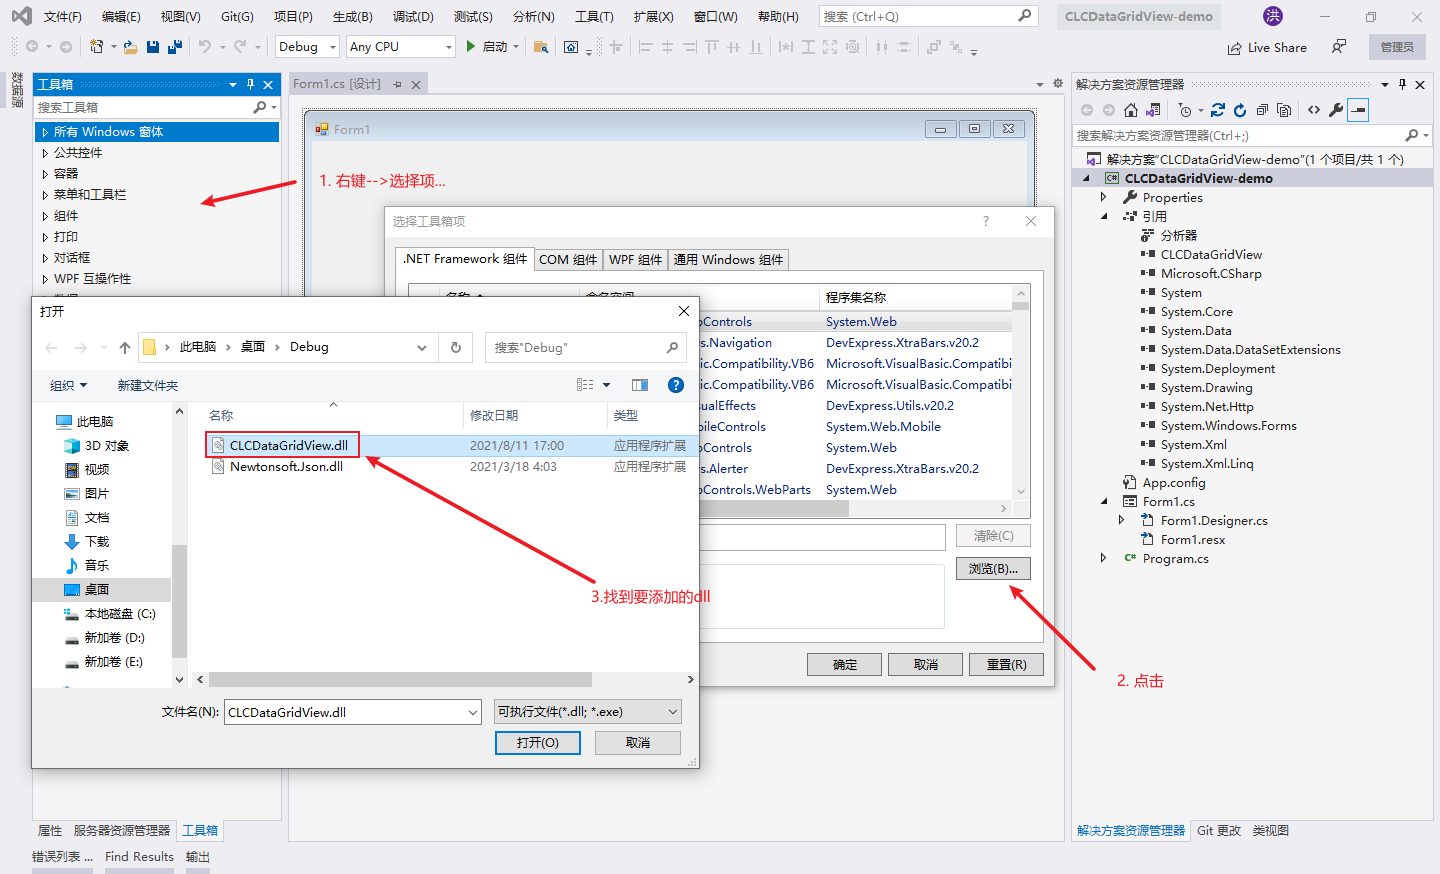 文件(F) 编辑(E) 视图(V) Git(G) 项目(P) 生成(B) 调试(D) 测试(S) 分析(N) 工具(T) 扩展(X) 窗口(W) 帮助(H) 搜索 (Ctrl+Q) CLCDataGridView-demo 洪
Debug Any CPU 启动 Live Share 管理员
数据源
工具箱
搜索工具箱
所有 Windows 窗体
公共控件
容器
菜单和工具栏
组件
打印
对话框
WPF 互操作性
Form1.cs [设计]
Form1
1. 右键-->选择项...
选择工具箱项 ?
.NET Framework 组件 COM 组件 WPF 组件 通用 Windows 组件
程序集名称
oControls System.Web
s.Navigation DevExpress.XtraBars.v20.2
ic.Compatibility.VB6 Microsoft.VisualBasic.Compatibi
ic.Compatibility.VB6 Microsoft.VisualBasic.Compatibi
sualEffects DevExpress.Utils.v20.2
bileControls System.Web.Mobile
oControls System.Web
s.Alerter DevExpress.XtraBars.v20.2
oControls.WebParts System.Web
清除(C)
浏览(B)...
确定 取消 重置(R)
2. 点击
打开
此电脑 桌面 Debug 搜索"Debug"
组织 新建文件夹 ?
名称 修改日期 类型
CLCDataGridView.dll 2021/8/11 17:00 应用程序扩展
Newtonsoft.Json.dll 2021/3/18 4:03 应用程序扩展
此电脑
3D 对象
视频
图片
文档
下载
音乐
桌面
本地磁盘 (C:)
新加卷 (D:)
新加卷 (E:)
3.找到要添加的dll
文件名(N): CLCDataGridView.dll 可执行文件(*.dll; *.exe)
打开(O) 取消
解决方案资源管理器
搜索解决方案资源管理器(Ctrl+;)
解决方案"CLCDataGridView-demo"(1 个项目/共 1 个)
C# CLCDataGridView-demo
Properties
引用
分析器
CLCDataGridView
Microsoft.CSharp
System
System.Core
System.Data
System.Data.DataSetExtensions
System.Deployment
System.Drawing
System.Net.Http
System.Windows.Forms
System.Xml
System.Xml.Linq
App.config
Form1.cs
Form1.Designer.cs
Form1.resx
C# Program.cs
属性 服务器资源管理器 工具箱
解决方案资源管理器 Git 更改 类视图
错误列表 ... Find Results 输出